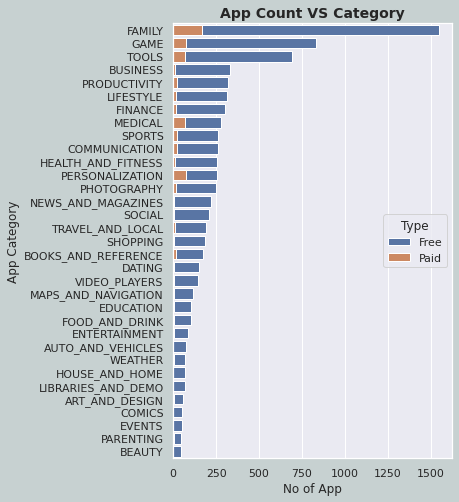 App Count VS Category
FAMILY
GAME
TOOLS
BUSINESS
PRODUCTIVITY
LIFESTYLE
FINANCE
MEDICAL
SPORTS
COMMUNICATION
HEALTH_AND_FITNESS
PERSONALIZATION
PHOTOGRAPHY
NEWS_AND_MAGAZINES
SOCIAL
TRAVEL_AND_LOCAL
SHOPPING
BOOKS_AND_REFERENCE
DATING
VIDEO_PLAYERS
MAPS_AND_NAVIGATION
EDUCATION
FOOD_AND_DRINK
ENTERTAINMENT
AUTO_AND_VEHICLES
WEATHER
HOUSE_AND_HOME
LIBRARIES_AND_DEMO
ART_AND_DESIGN
COMICS
EVENTS
PARENTING
BEAUTY
App Category
Type
Free
Paid
0 250 500 750 1000 1250 1500
No of App